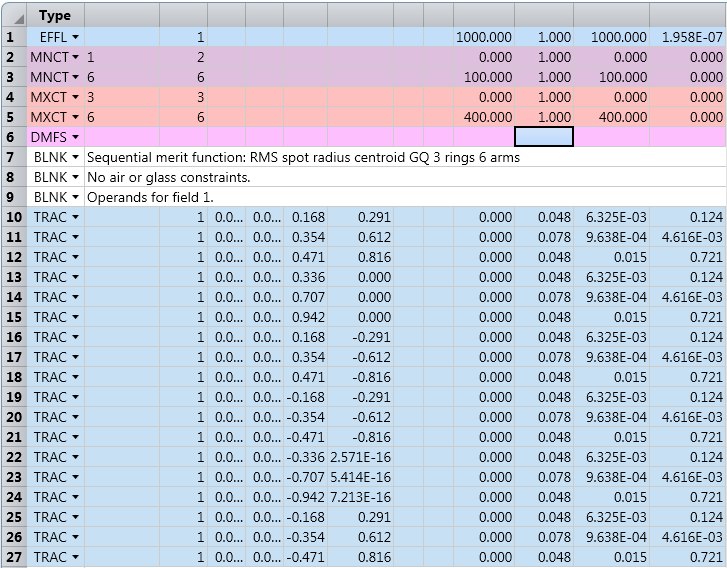 Type
1 EFFL 1 1000.000 1.000 1000.000 1.958E-07
2 MNCT 1 2 0.000 1.000 0.000 0.000
3 MNCT 6 6 100.000 1.000 100.000 0.000
4 MXCT 3 3 0.000 1.000 0.000 0.000
5 MXCT 6 6 400.000 1.000 400.000 0.000
6 DMFS
7 BLNK Sequential merit function: RMS spot radius centroid GQ 3 rings 6 arms
8 BLNK No air or glass constraints.
9 BLNK Operands for field 1.
10 TRAC 1 0.0... 0.0... 0.168 0.291 0.000 0.048 6.325E-03 0.124
11 TRAC 1 0.0... 0.0... 0.354 0.612 0.000 0.078 9.638E-04 4.616E-03
12 TRAC 1 0.0... 0.0... 0.471 0.816 0.000 0.048 0.015 0.721
13 TRAC 1 0.0... 0.0... 0.336 0.000 0.000 0.048 6.325E-03 0.124
14 TRAC 1 0.0... 0.0... 0.707 0.000 0.000 0.078 9.638E-04 4.616E-03
15 TRAC 1 0.0... 0.0... 0.942 0.000 0.000 0.048 0.015 0.721
16 TRAC 1 0.0... 0.0... 0.168 -0.291 0.000 0.048 6.325E-03 0.124
17 TRAC 1 0.0... 0.0... 0.354 -0.612 0.000 0.078 9.638E-04 4.616E-03
18 TRAC 1 0.0... 0.0... 0.471 -0.816 0.000 0.048 0.015 0.721
19 TRAC 1 0.0... 0.0... -0.168 -0.291 0.000 0.048 6.325E-03 0.124
20 TRAC 1 0.0... 0.0... -0.354 -0.612 0.000 0.078 9.638E-04 4.616E-03
21 TRAC 1 0.0... 0.0... -0.471 -0.816 0.000 0.048 0.015 0.721
22 TRAC 1 0.0... 0.0... -0.336 2.571E-16 0.000 0.048 6.325E-03 0.124
23 TRAC 1 0.0... 0.0... -0.707 5.414E-16 0.000 0.078 9.638E-04 4.616E-03
24 TRAC 1 0.0... 0.0... -0.942 7.213E-16 0.000 0.048 0.015 0.721
25 TRAC 1 0.0... 0.0... -0.168 0.291 0.000 0.048 6.325E-03 0.124
26 TRAC 1 0.0... 0.0... -0.354 0.612 0.000 0.078 9.638E-04 4.616E-03
27 TRAC 1 0.0... 0.0... -0.471 0.816 0.000 0.048 0.015 0.721